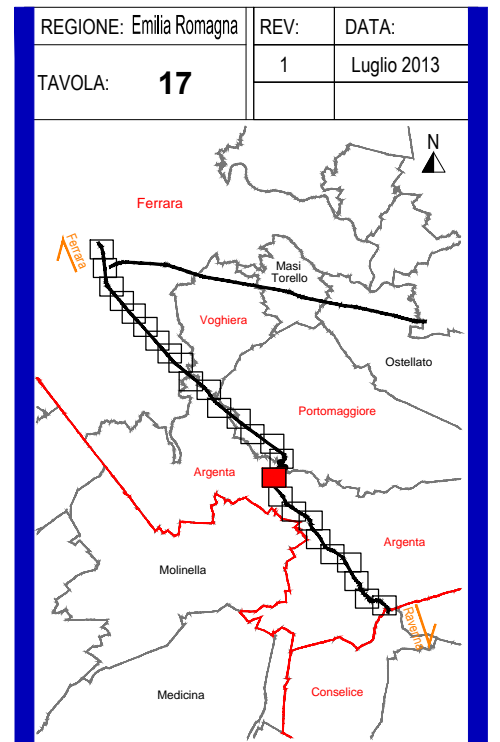 REGIONE: Emilia Romagna
REV:
DATA:
TAVOLA: 17
1
Luglio 2013
N
Ferrara
Ferrara
Masi
Torello
Voghiera
Ostellato
Portomaggiore
Argenta
Argenta
Molinella
Ravenna
Medicina
Conselice